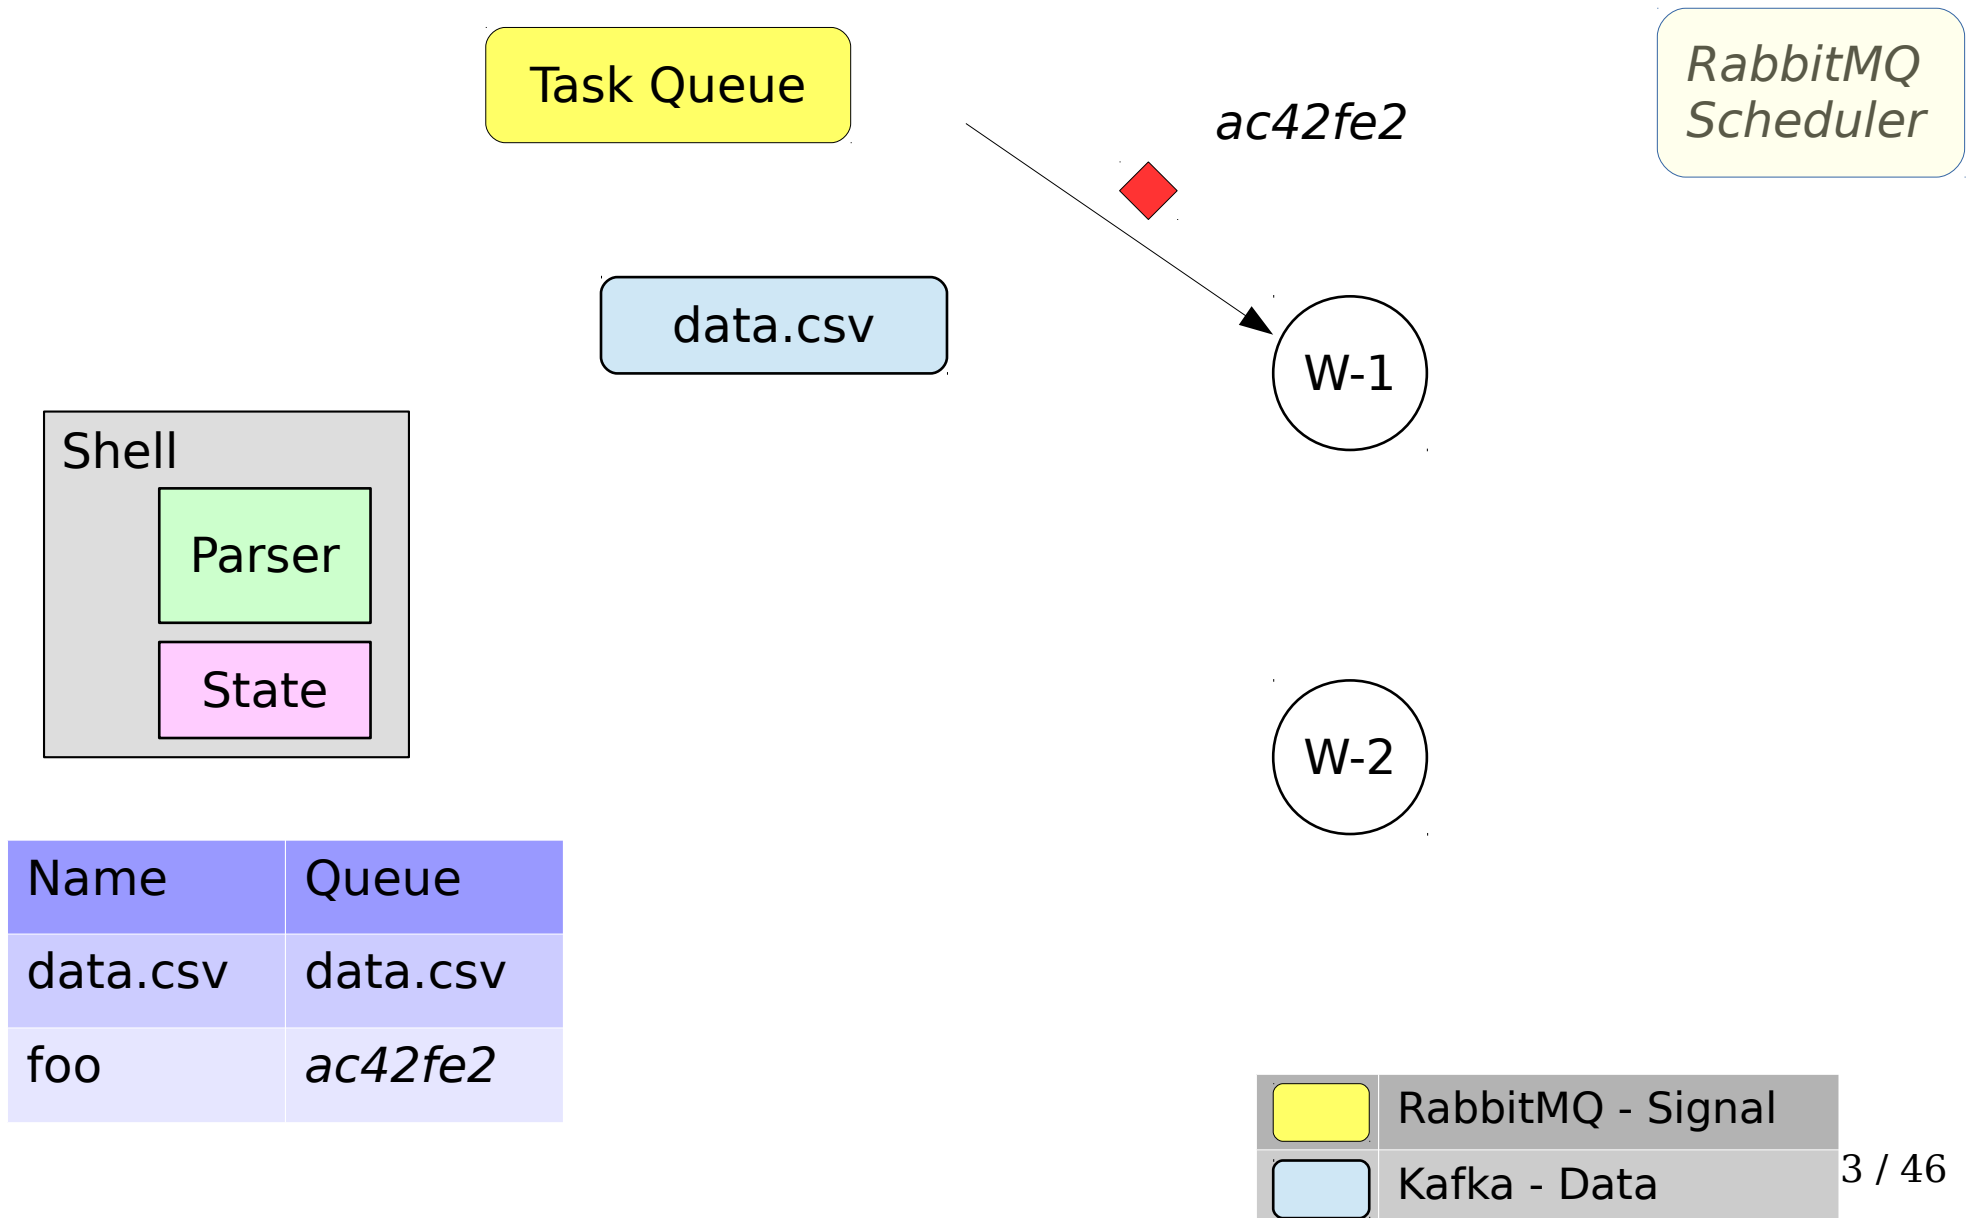 Task Queue
RabbitMQ
Scheduler
ac42fe2
data.csv
W-1
Shell
Parser
State
W-2
Name Queue
data.csv data.csv
foo ac42fe2
RabbitMQ - Signal
Kafka - Data
3 / 46